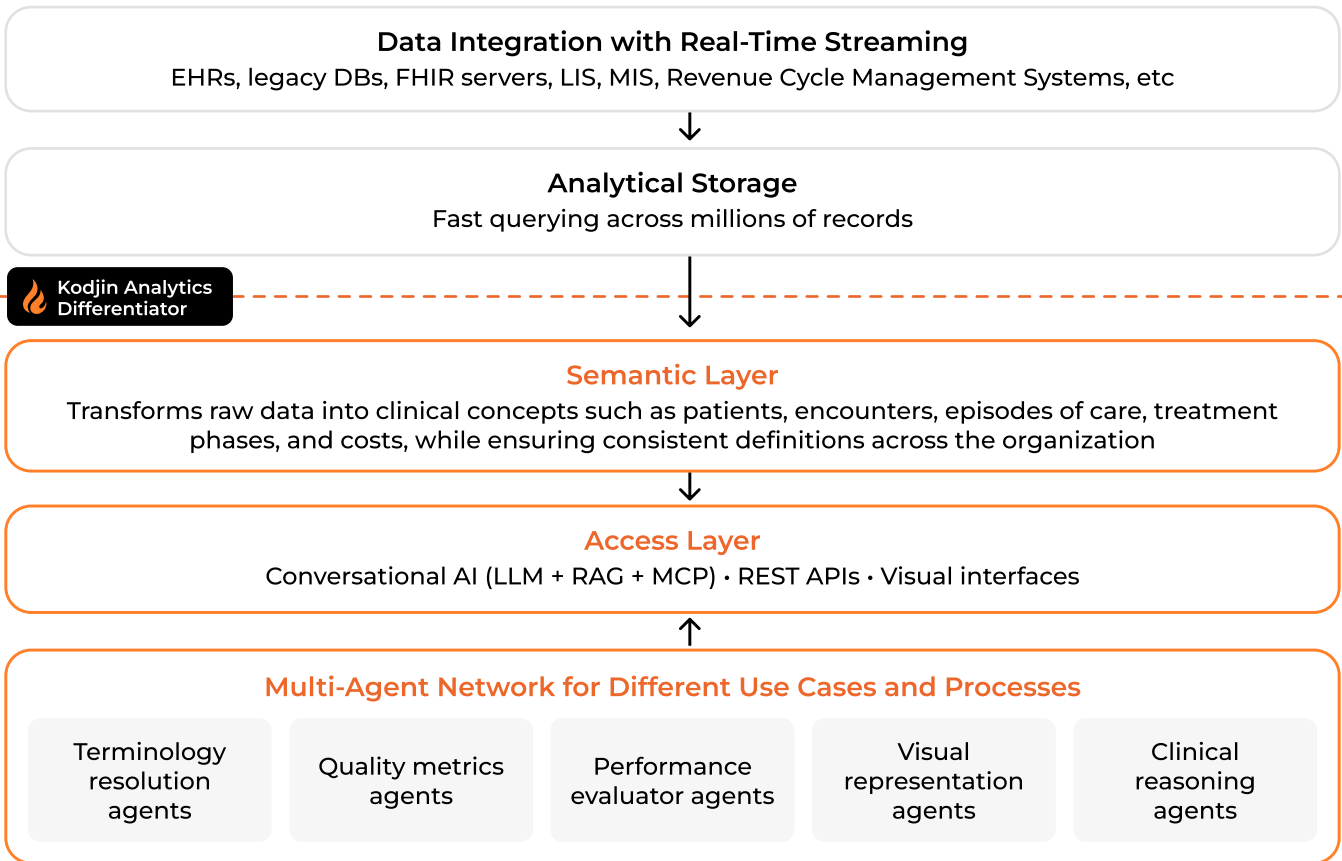 Data Integration with Real-Time Streaming
EHRs, legacy DBs, FHIR servers, LIS, MIS, Revenue Cycle Management Systems, etc
Analytical Storage
Fast querying across millions of records
Kodjin Analytics
Differentiator
Semantic Layer
Transforms raw data into clinical concepts such as patients, encounters, episodes of care, treatment
phases, and costs, while ensuring consistent definitions across the organization
Access Layer
Conversational AI (LLM + RAG + MCP) • REST APIs • Visual interfaces
Multi-Agent Network for Different Use Cases and Processes
Terminology
resolution
agents
Quality metrics
agents
Performance
evaluator agents
Visual
representation
agents
Clinical
reasoning
agents